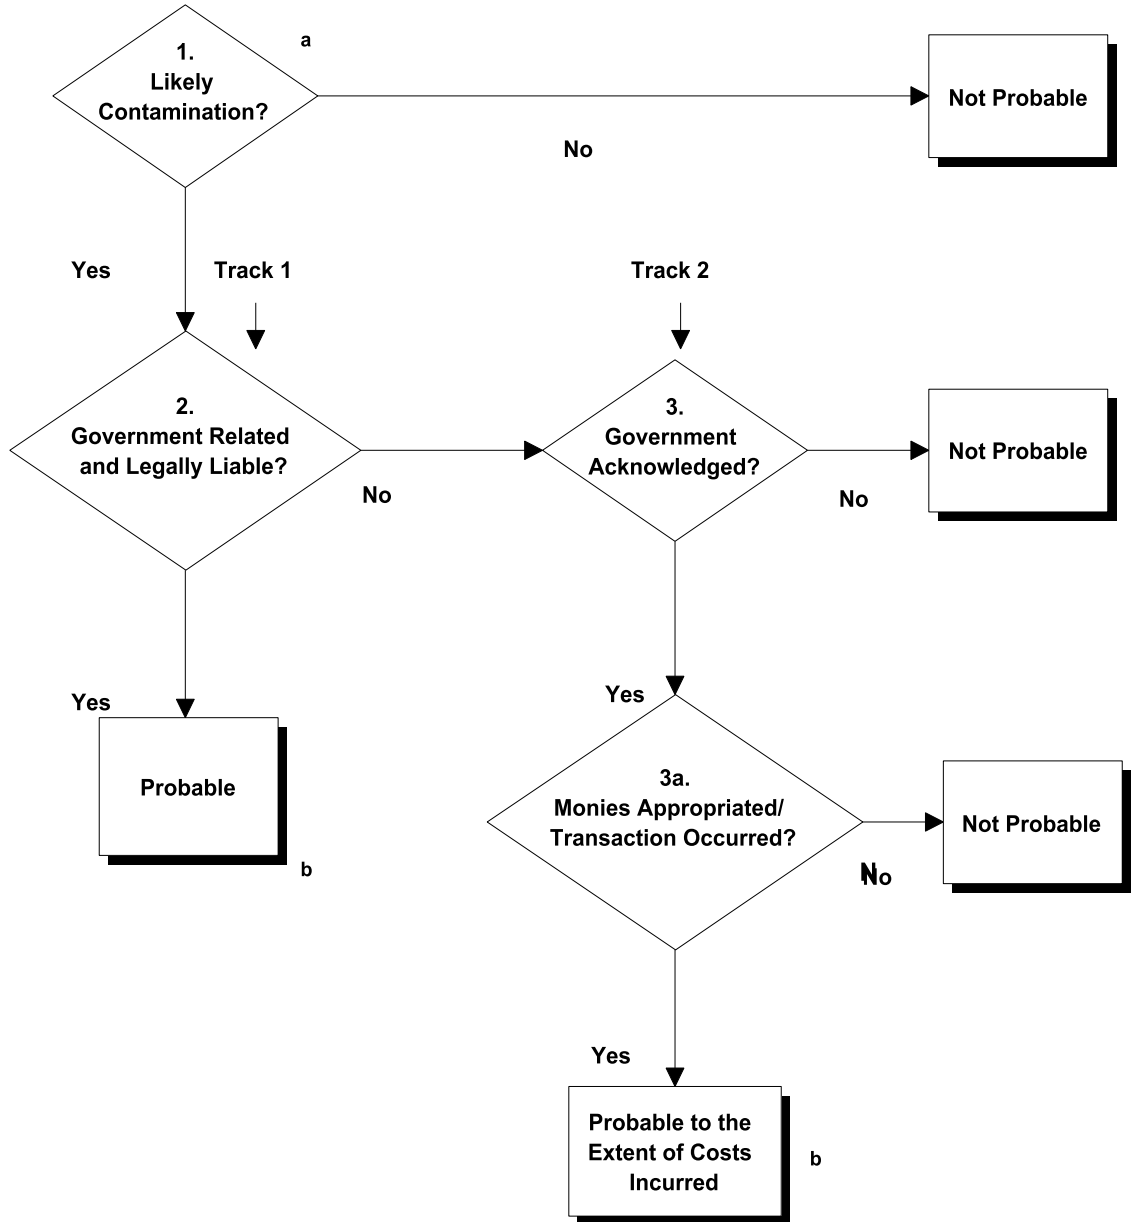 a
1.
Likely
Contamination?
Not Probable
No
Yes
Track 1
Track 2
2.
Government Related
and Legally Liable?
3.
Government
Acknowledged?
Not Probable
No
No
Yes
Probable
b
Yes
3a.
Monies Appropriated/
Transaction Occurred?
Not Probable
No
Yes
Probable to the
Extent of Costs
Incurred
b